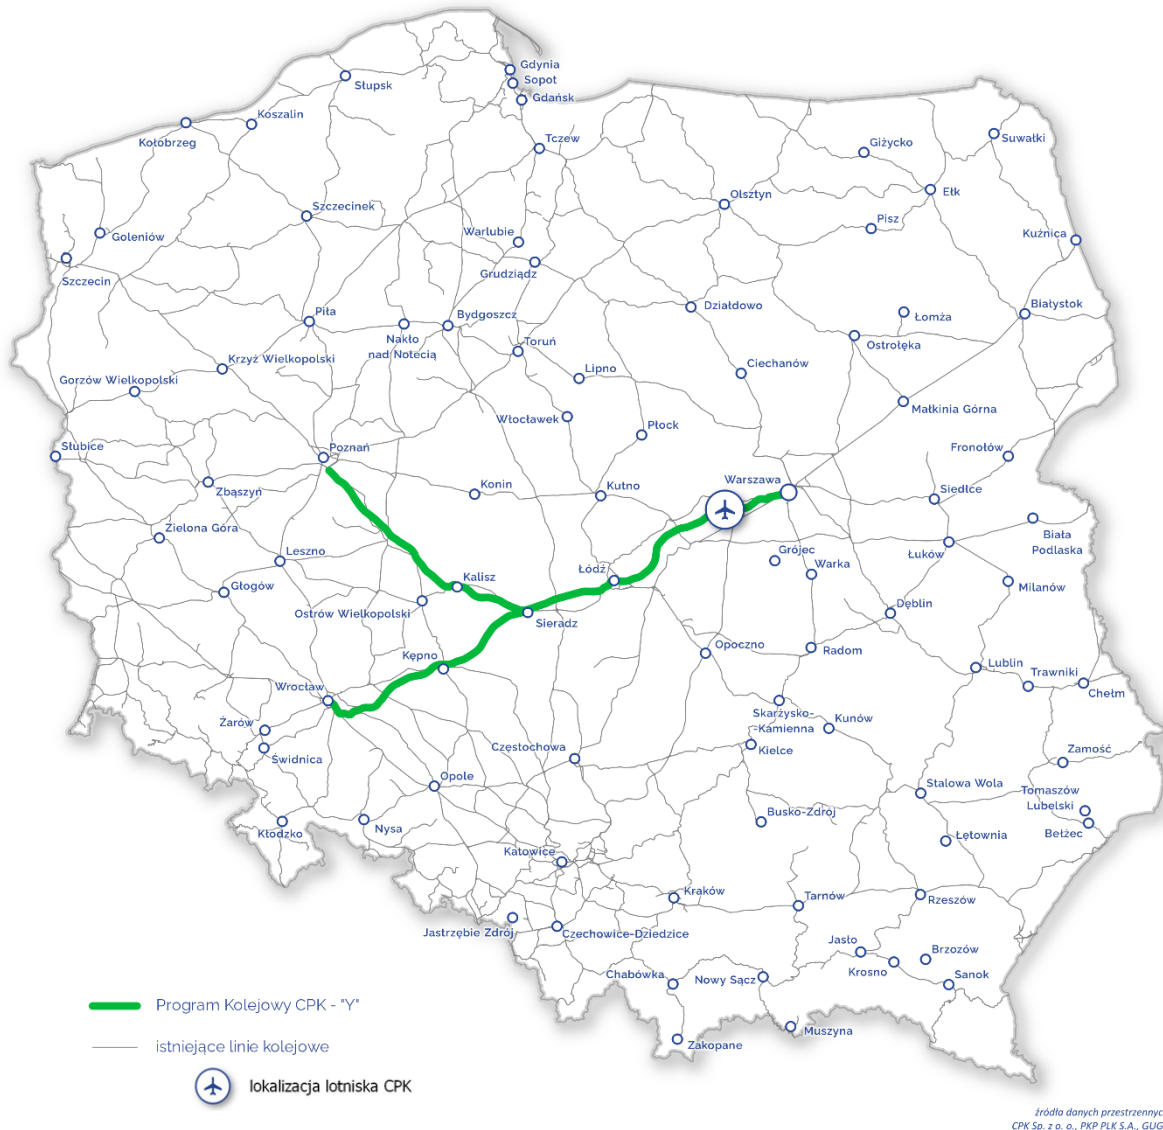 Gdynia
Sopot
Gdańsk
Słupsk
Koszalin
Kołobrzeg
Tczew
Giżycko
Suwałki
Ełk
Olsztyn
Szczecinek
Pisz
Goleniów
Warlubie
Kuźnica
Grudziądz
Szczecin
Działdowo
Białystok
Łomża
Piła
Bydgoszcz
Nakło
nad Notecią
Toruń
Ostrołęka
Krzyż Wielkopolski
Ciechanów
Lipno
Gorzów Wielkopolski
Małkinia Górna
Włocławek
Płock
Słubice
Poznań
Fronołów
Warszawa
Zbąszyń
Konin
Kutno
Siedlce
Zielona Góra
Biała
Podlaska
Leszno
Grójec
Łuków
Warka
Łódź
Kalisz
Głogów
Milanów
Ostrów Wielkopolski
Dęblin
Sieradz
Opoczno
Radom
Kępno
Lublin
Trawniki
Wrocław
Chełm
Skarżysko-
-Kamienna
Kunów
Żarów
Częstochowa
Kielce
Zamość
Świdnica
Opole
Stalowa Wola
Tomaszów
Lubelski
Busko-Zdrój
Kłodzko
Nysa
Bełżec
Łętownia
Katowice
Kraków
Tarnów
Rzeszów
Jastrzębie Zdrój
Czechowice-Dziedzice
Jasło
Brzozów
Krosno
Sanok
Chabówka
Nowy Sącz
Muszyna
Zakopane
Program Kolejowy CPK - "Y"
istniejące linie kolejowe
lokalizacja lotniska CPK
źródła danych przestrzennyc
CPK Sp. z o. o., PKP PLK S.A., GUG